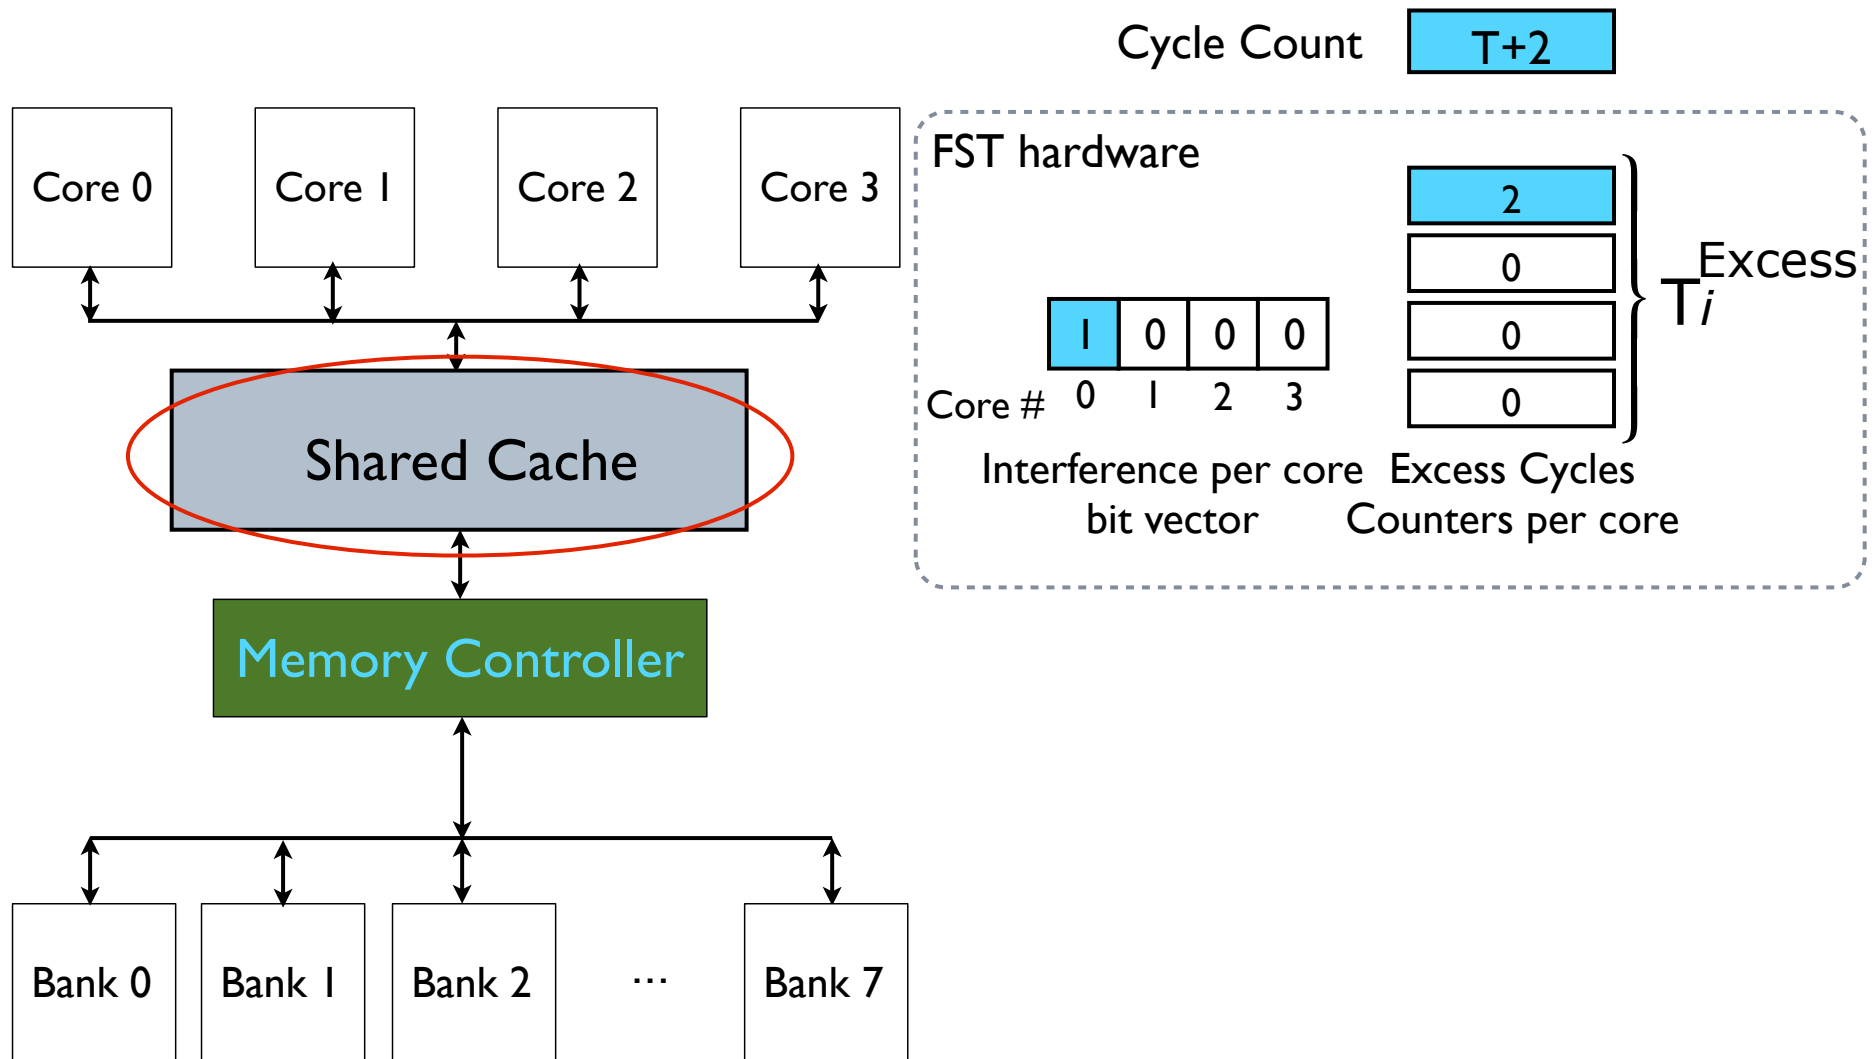 Cycle Count T+2
Core 0 Core 1 Core 2 Core 3
FST hardware
2
0
0
0
T_i^Excess
1 0 0 0
Core # 0 1 2 3
Interference per core
bit vector
Excess Cycles
Counters per core
Shared Cache
Memory Controller
Bank 0 Bank 1 Bank 2 ... Bank 7